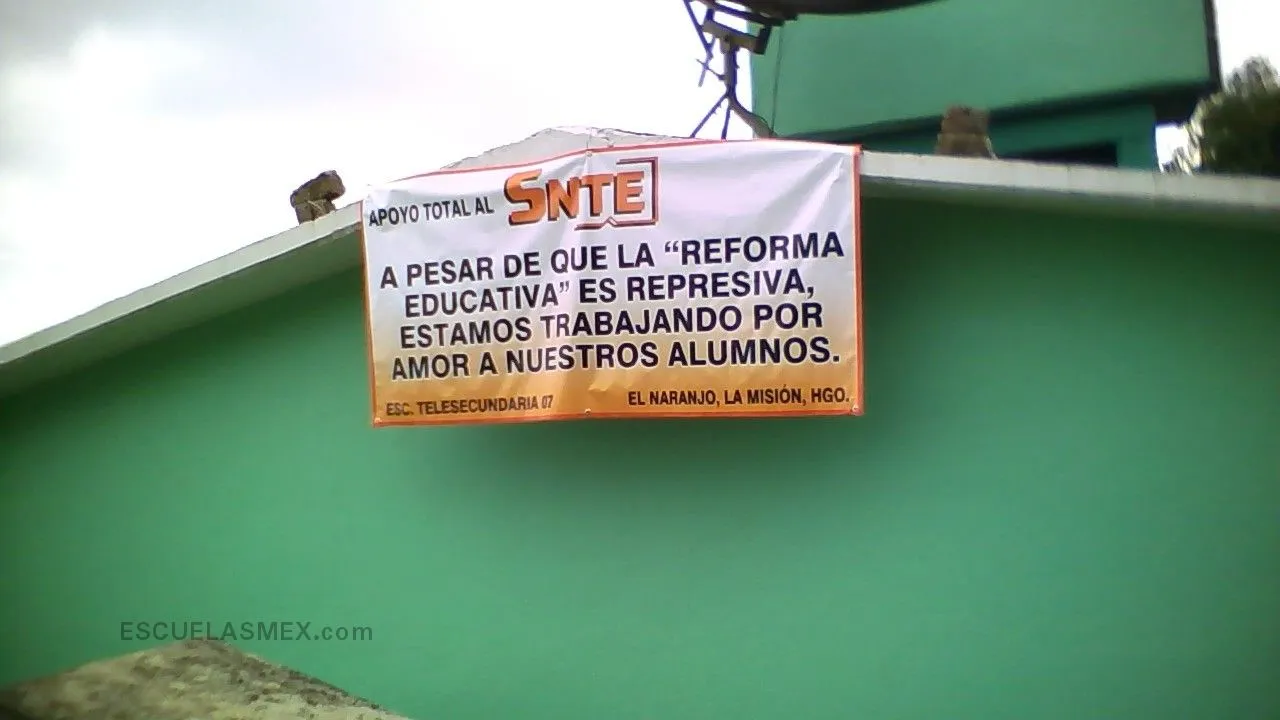 APOYO TOTAL AL SNTE
A PESAR DE QUE LA “REFORMA
EDUCATIVA” ES REPRESIVA,
ESTAMOS TRABAJANDO POR
AMOR A NUESTROS ALUMNOS.
ESC. TELESECUNDARIA 07 EL NARANJO, LA MISIÓN, HGO.
ESCUELASMEX.com